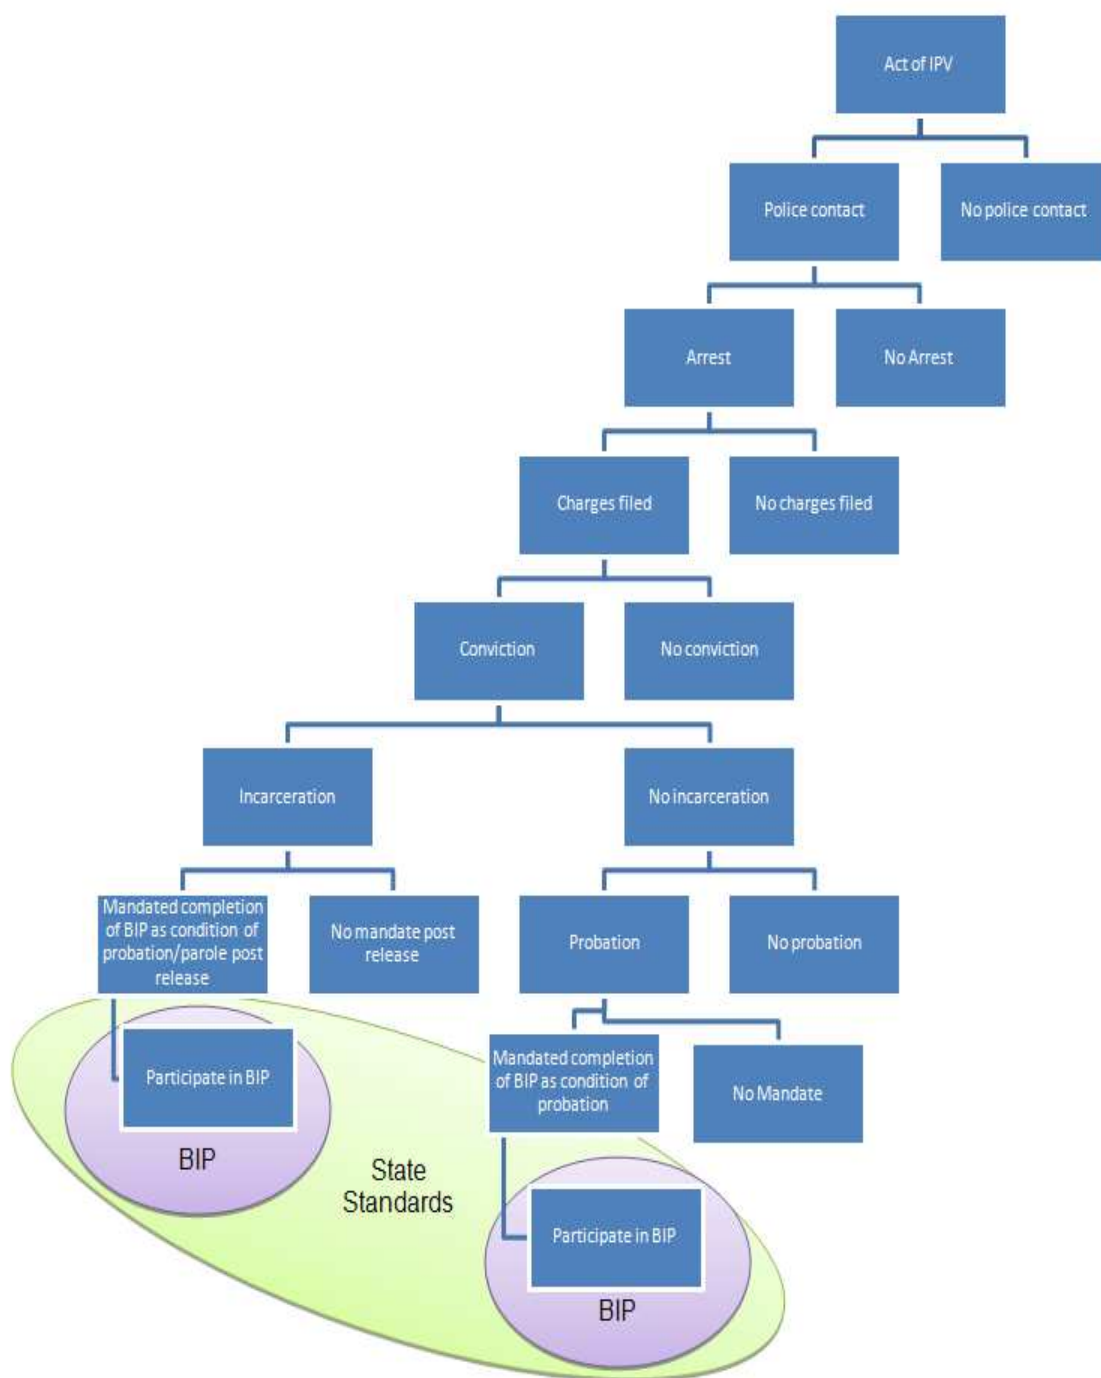 Act of IPV
Police contact
No police contact
Arrest
No Arrest
Charges filed
No charges filed
Conviction
No conviction
Incarceration
No incarceration
Mandated completion
of BIP as condition of
probation/parole post
release
No mandate post
release
Probation
No probation
Participate in BIP
BIP
Mandated completion
of BIP as condition of
probation
No Mandate
State
Standards
Participate in BIP
BIP